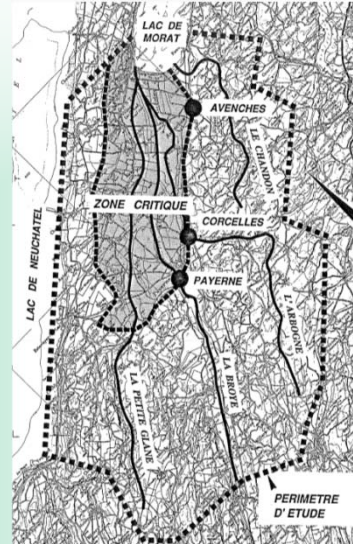 LAC DE
MORAT
AVENCHES
LE CHANDON
ZONE CRITIQUE
CORCELLES
LAC DE NEUCHATEL
PAYERNE
L'ARBOGNE
LA BROYE
LA PETITE GLANE
PERIMETRE
D'ETUDE